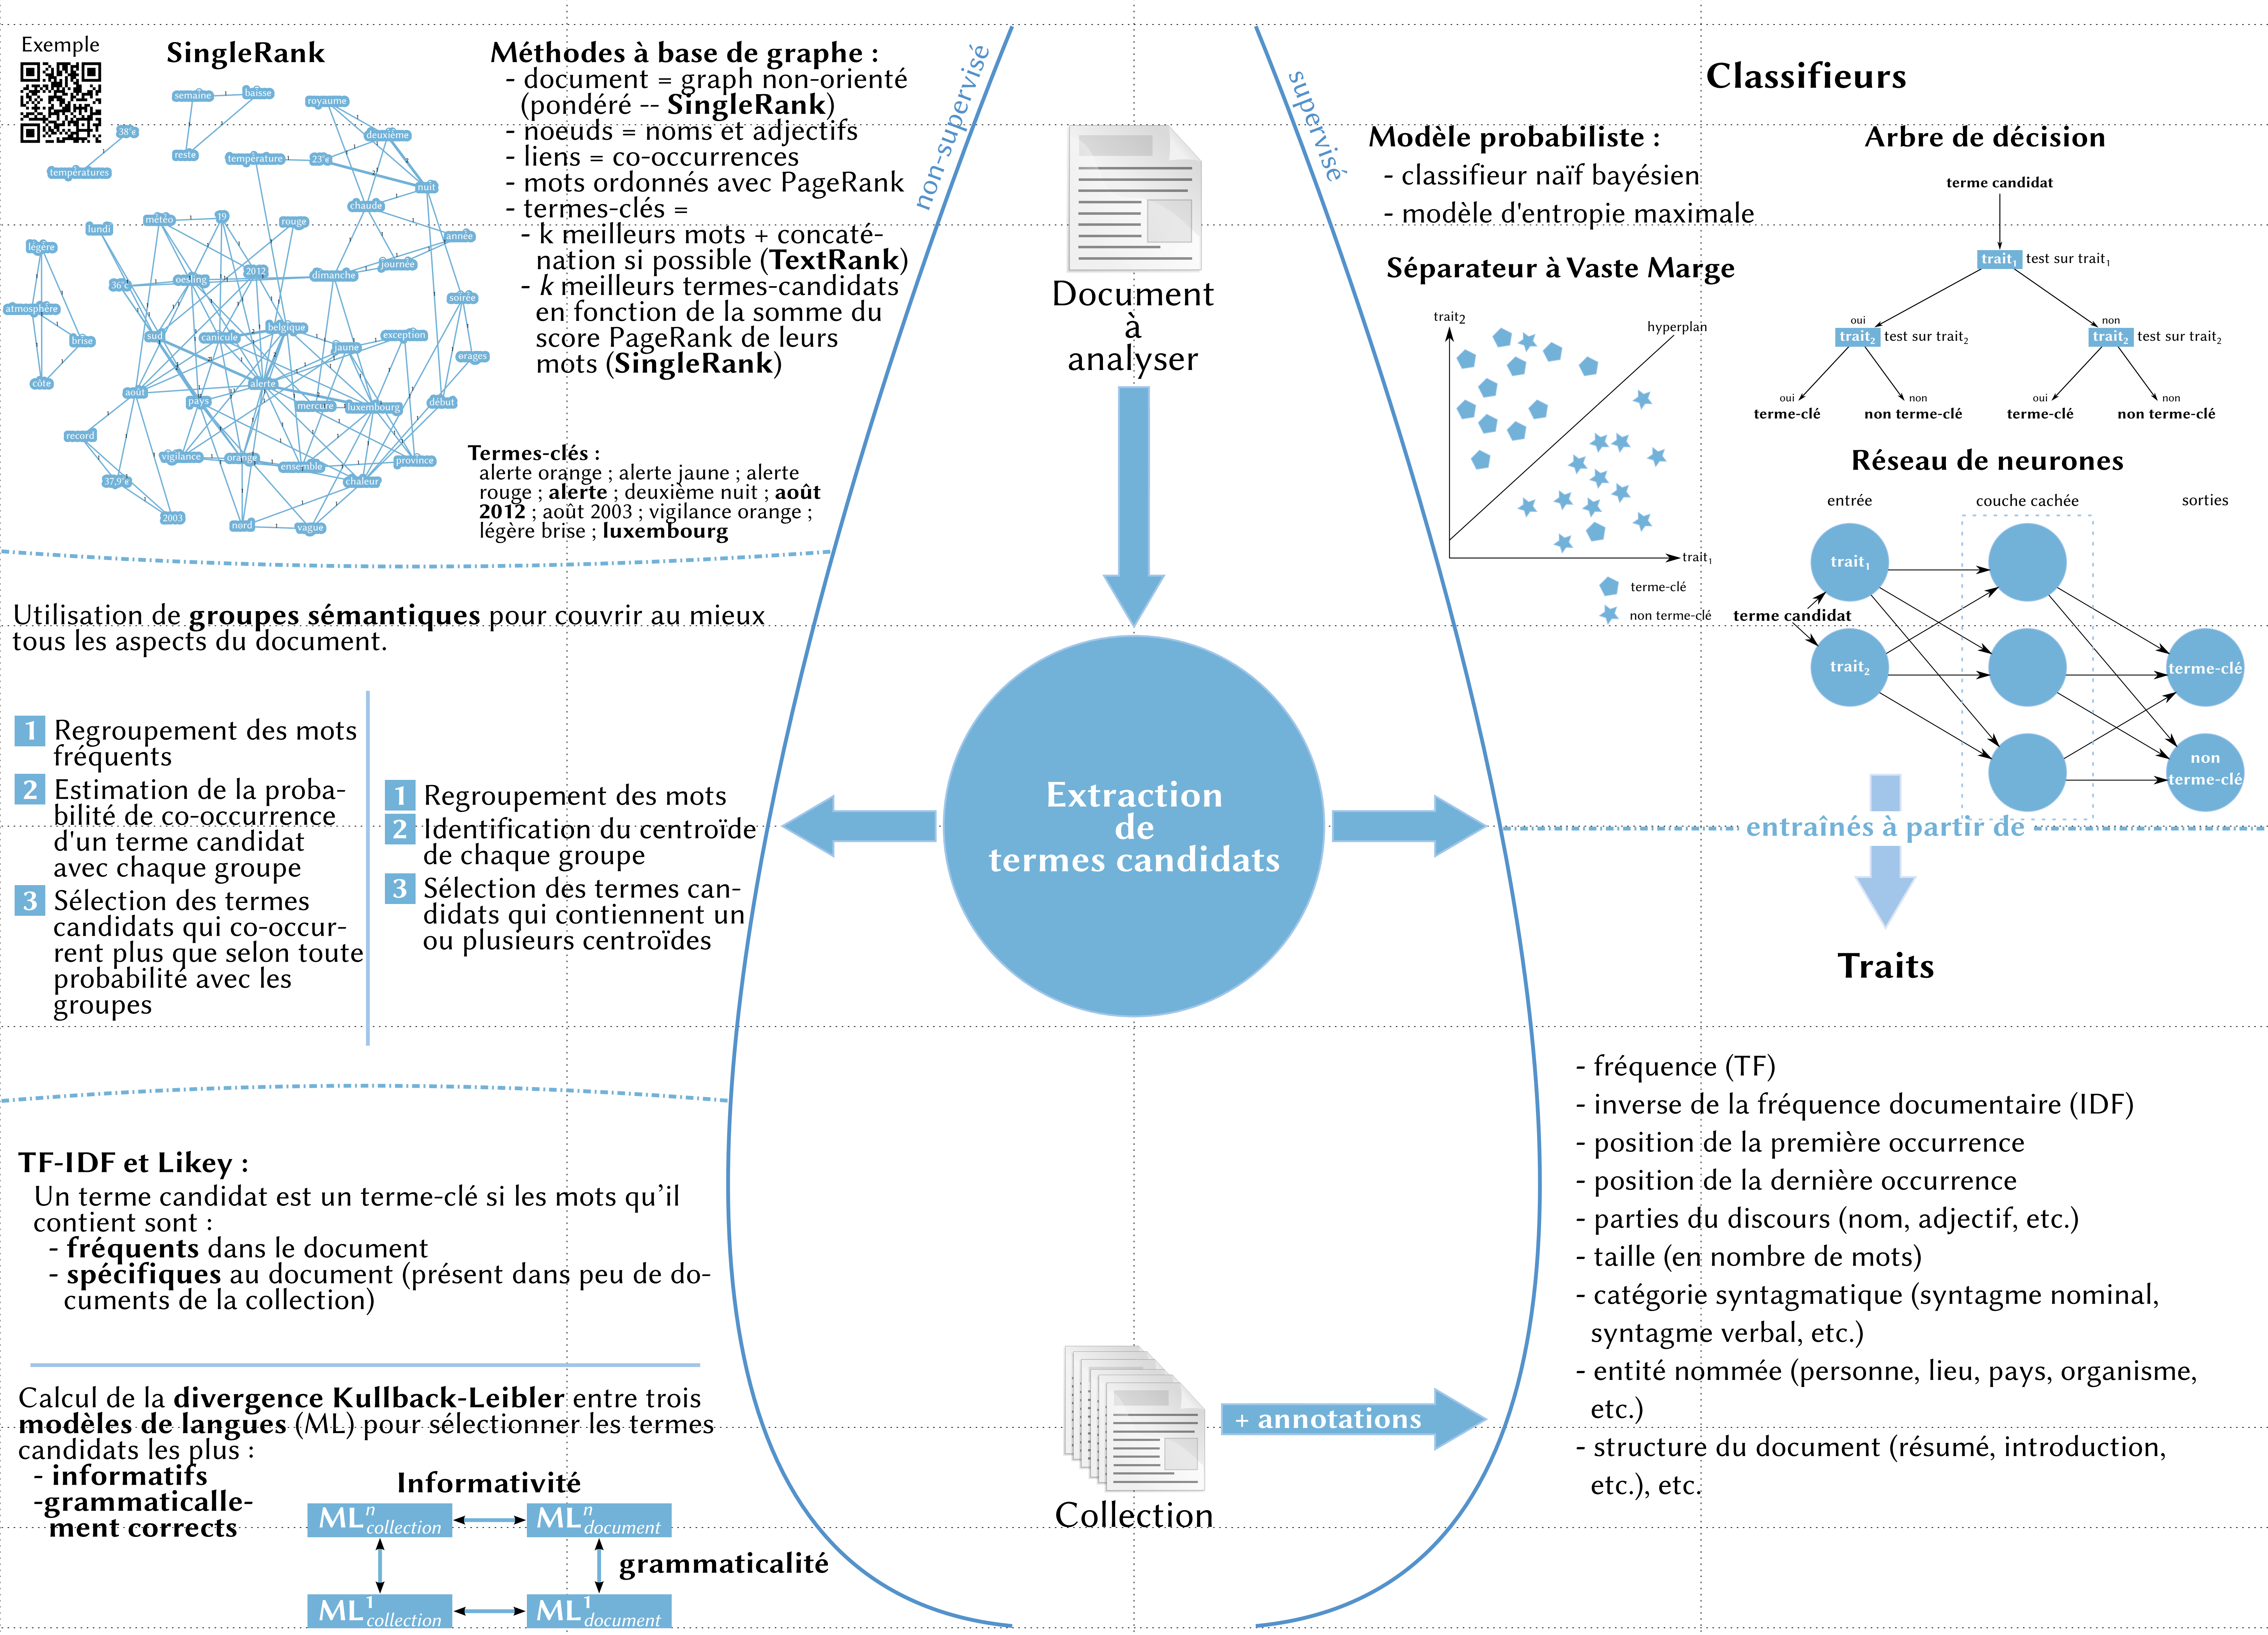 Exemple
SingleRank
semaine
baisse
royaume
38°c
deuxième
reste
température
23°c
températures
nuit
chaude
météo
19
rouge
lundi
année
légère
journée
oesling
2012
dimanche
36°c
soirée
atmosphère
sud
canicule
belgique
exception
brise
jaune
orages
côte
alerte
août
pays
mercure
luxembourg
début
record
vigilance
orange
ensemble
province
37,9°c
chaleur
2003
nord
vague
Méthodes à base de graphe :
- document = graph non-orienté
(pondéré -- SingleRank)
- noeuds = noms et adjectifs
- liens = co-occurrences
- mots ordonnés avec PageRank
- termes-clés =
- k meilleurs mots + concaté-
nation si possible (TextRank)
- k meilleurs termes-candidats
en fonction de la somme du
score PageRank de leurs
mots (SingleRank)
Termes-clés :
alerte orange ; alerte jaune ; alerte
rouge ; alerte ; deuxième nuit ; août
2012 ; août 2003 ; vigilance orange ;
légère brise ; luxembourg
Utilisation de groupes sémantiques pour couvrir au mieux
tous les aspects du document.
1 Regroupement des mots
fréquents
2 Estimation de la proba-
bilité de co-occurrence
d'un terme candidat
avec chaque groupe
3 Sélection des termes
candidats qui co-occur-
rent plus que selon toute
probabilité avec les
groupes
1 Regroupement des mots
2 Identification du centroïde
de chaque groupe
3 Sélection des termes can-
didats qui contiennent un
ou plusieurs centroïdes
TF-IDF et Likey :
Un terme candidat est un terme-clé si les mots qu’il
contient sont :
- fréquents dans le document
- spécifiques au document (présent dans peu de do-
cuments de la collection)
Calcul de la divergence Kullback-Leibler entre trois
modèles de langues (ML) pour sélectionner les termes
candidats les plus :
- informatifs
-grammaticalle-
ment corrects
Informativité
ML n collection
ML n document
grammaticalité
ML 1 collection
ML 1 document
non-supervisé
supervisé
Document
à
analyser
Extraction
de
termes candidats
Collection
+ annotations
Classifieurs
Modèle probabiliste :
- classifieur naïf bayésien
- modèle d'entropie maximale
Séparateur à Vaste Marge
trait2
hyperplan
trait1
terme-clé
non terme-clé
Arbre de décision
terme candidat
trait1 test sur trait1
oui
non
trait2 test sur trait2
trait2 test sur trait2
oui
non
oui
non
terme-clé
non terme-clé
terme-clé
non terme-clé
Réseau de neurones
entrée
couche cachée
sorties
trait1
terme candidat
trait2
terme-clé
non
terme-clé
entraînés à partir de
Traits
- fréquence (TF)
- inverse de la fréquence documentaire (IDF)
- position de la première occurrence
- position de la dernière occurrence
- parties du discours (nom, adjectif, etc.)
- taille (en nombre de mots)
- catégorie syntagmatique (syntagme nominal,
syntagme verbal, etc.)
- entité nommée (personne, lieu, pays, organisme,
etc.)
- structure du document (résumé, introduction,
etc.), etc.